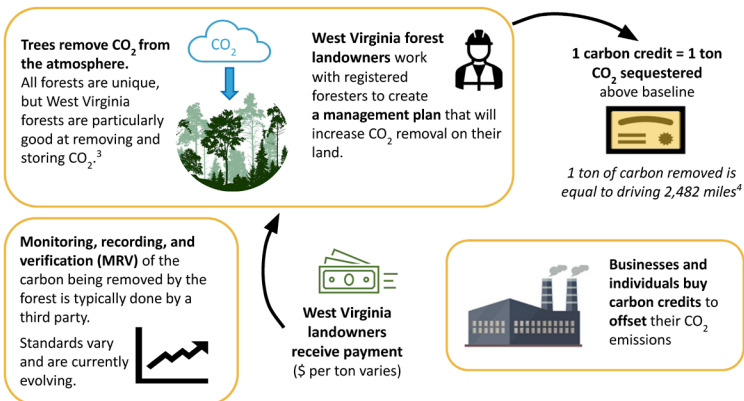 Trees remove CO₂ from
the atmosphere.
All forests are unique,
but West Virginia
forests are particularly
good at removing and
storing CO₂.³
CO₂
West Virginia forest
landowners work
with registered
foresters to create
a management plan that will
increase CO₂ removal on their
land.
1 carbon credit = 1 ton
CO₂ sequestered
above baseline
1 ton of carbon removed is
equal to driving 2,482 miles⁴
Monitoring, recording, and
verification (MRV) of the
carbon being removed by the
forest is typically done by a
third party.
Standards vary
and are currently
evolving.
West Virginia
landowners
receive payment
($ per ton varies)
Businesses and
individuals buy
carbon credits to
offset their CO₂
emissions